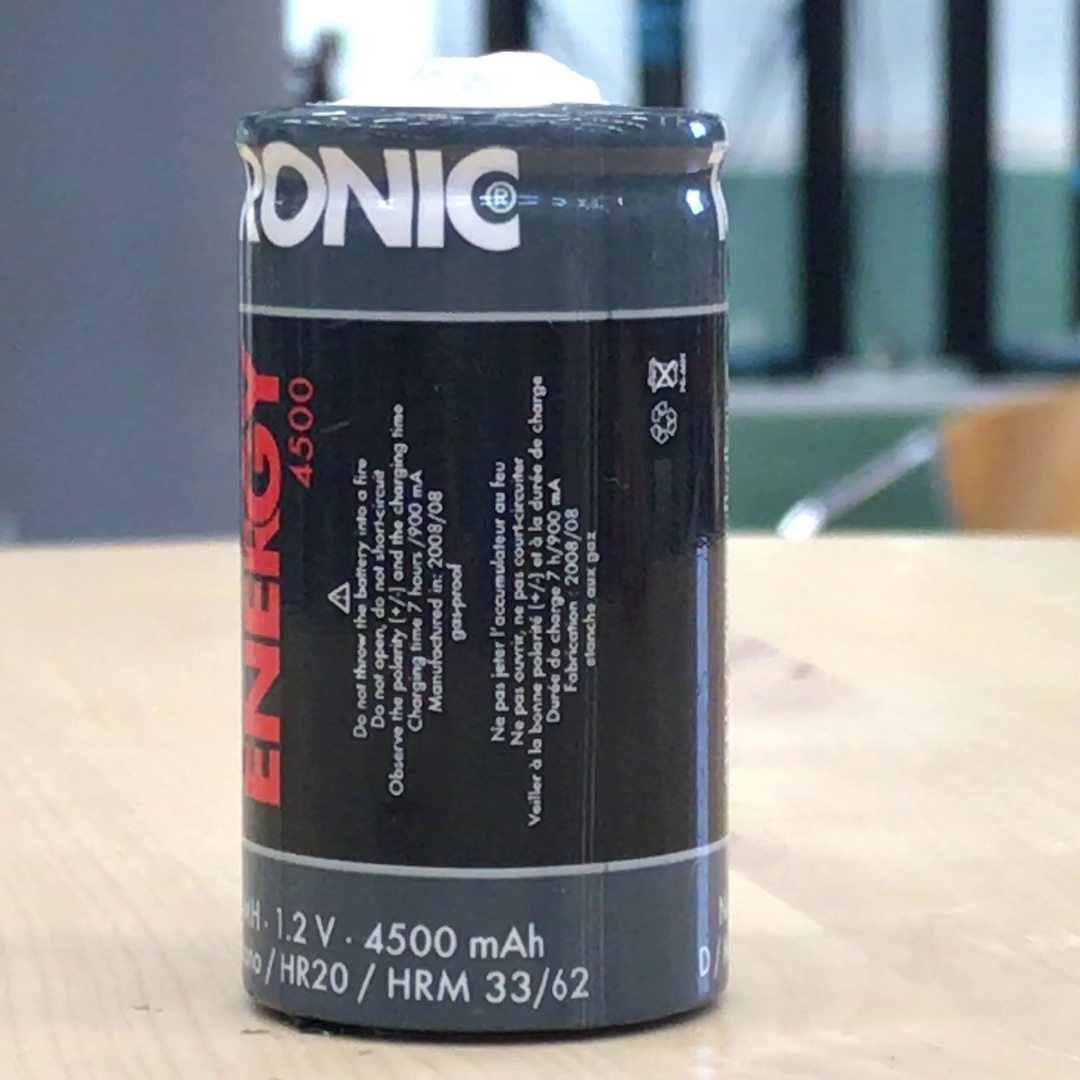 RONIC®
ENERGY
4500
Do not throw the battery into a fire
Do not open, do not short-circuit
Observe the polarity (+/-) and the charging time
Charging time 7 hours /900 mA
Manufactured in: 2008/08
gas-proof
Ne pas jeter l'accumulateur au feu
Ne pas ouvrir, ne pas court-circuiter
Veiller à la bonne polarité (+/-) et à la durée de charge
Durée de charge 7 h/900 mA
Fabrication : 2008/08
etanche aux gaz
1.2 V · 4500 mAh
/ HR20 / HRM 33/62
D /